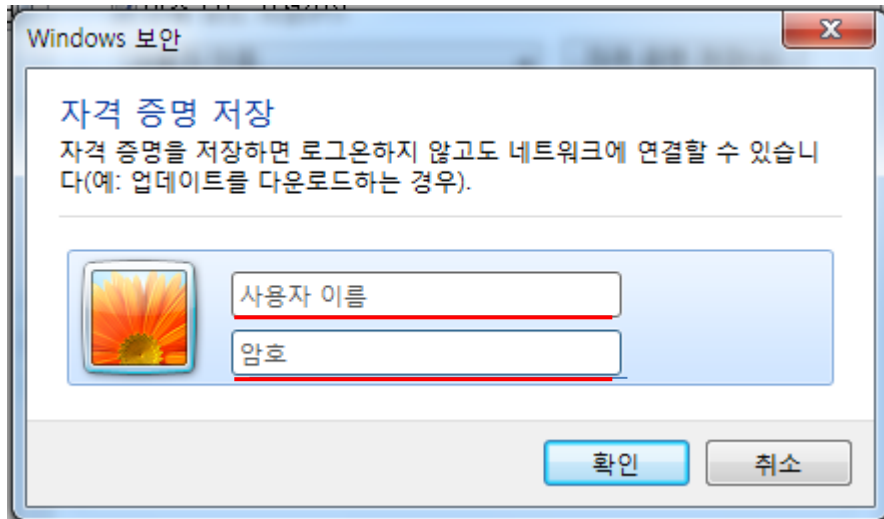 Windows 보안
자격 증명 저장
자격 증명을 저장하면 로그온하지 않고도 네트워크에 연결할 수 있습니
다(예: 업데이트를 다운로드하는 경우).
사용자 이름
암호
확인
취소